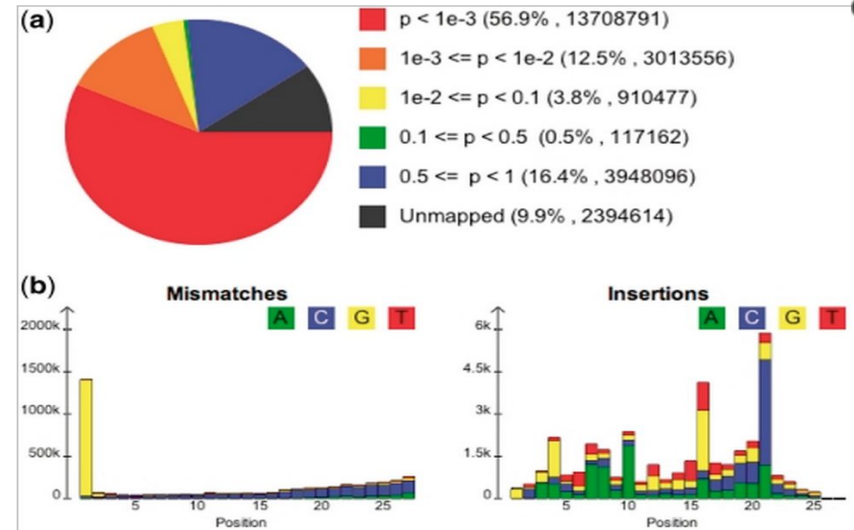 (a)
p < 1e-3 (56.9% , 13708791)
1e-3 <= p < 1e-2 (12.5% , 3013556)
1e-2 <= p < 0.1 (3.8% , 910477)
0.1 <= p < 0.5 (0.5% , 117162)
0.5 <= p < 1 (16.4% , 3948096)
Unmapped (9.9% , 2394614)
(b)
Mismatches
A C G T
2000k
1500k
1000k
500k
0
5 10 15 20 25
Position
Insertions
A C G T
6k
4.5k
3k
1.5k
0
5 10 15 20 25
Position